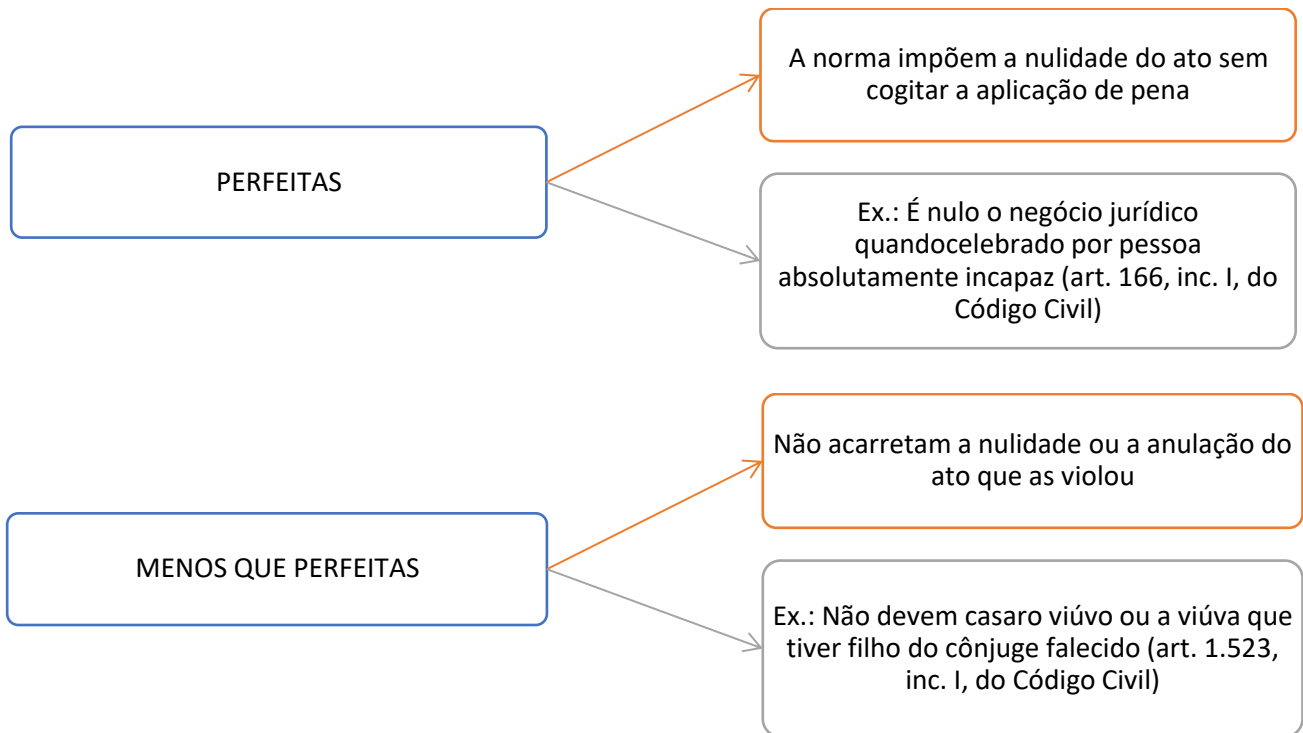 PERFEITAS
A norma impõem a nulidade do ato sem
cogitar a aplicação de pena
Ex.: É nulo o negócio jurídico
quandocelebrado por pessoa
absolutamente incapaz (art. 166, inc. I, do
Código Civil)
MENOS QUE PERFEITAS
Não acarretam a nulidade ou a anulação do
ato que as violou
Ex.: Não devem casaro viúvo ou a viúva que
tiver filho do cônjuge falecido (art. 1.523,
inc. I, do Código Civil)